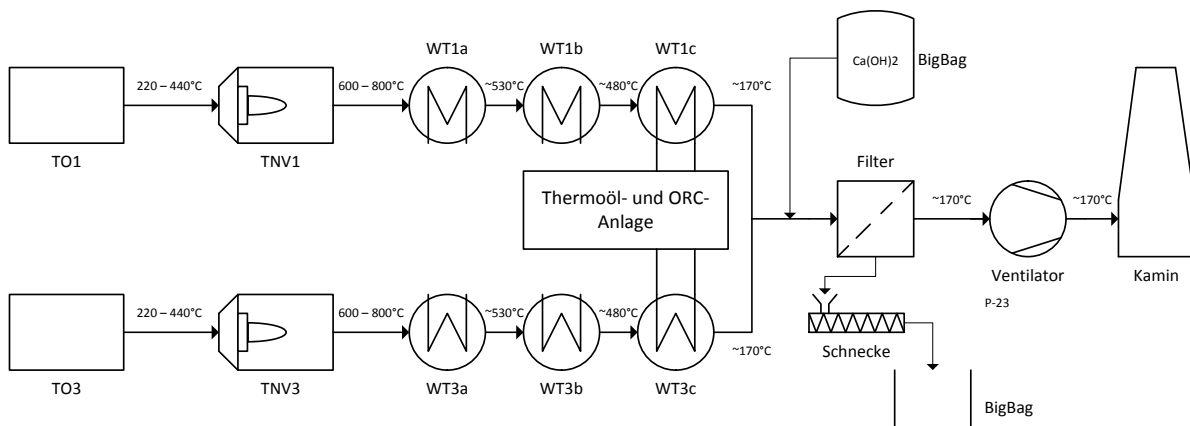 WT1a
WT1b
WT1c
Ca(OH)2
BigBag
220 – 440°C
600 – 800°C
~530°C
~480°C
~170°C
TO1
TNV1
Filter
Thermoöl- und ORC-
Anlage
~170°C
~170°C
Ventilator
Kamin
P-23
220 – 440°C
600 – 800°C
~530°C
~480°C
~170°C
TO3
TNV3
WT3a
WT3b
WT3c
Schnecke
BigBag